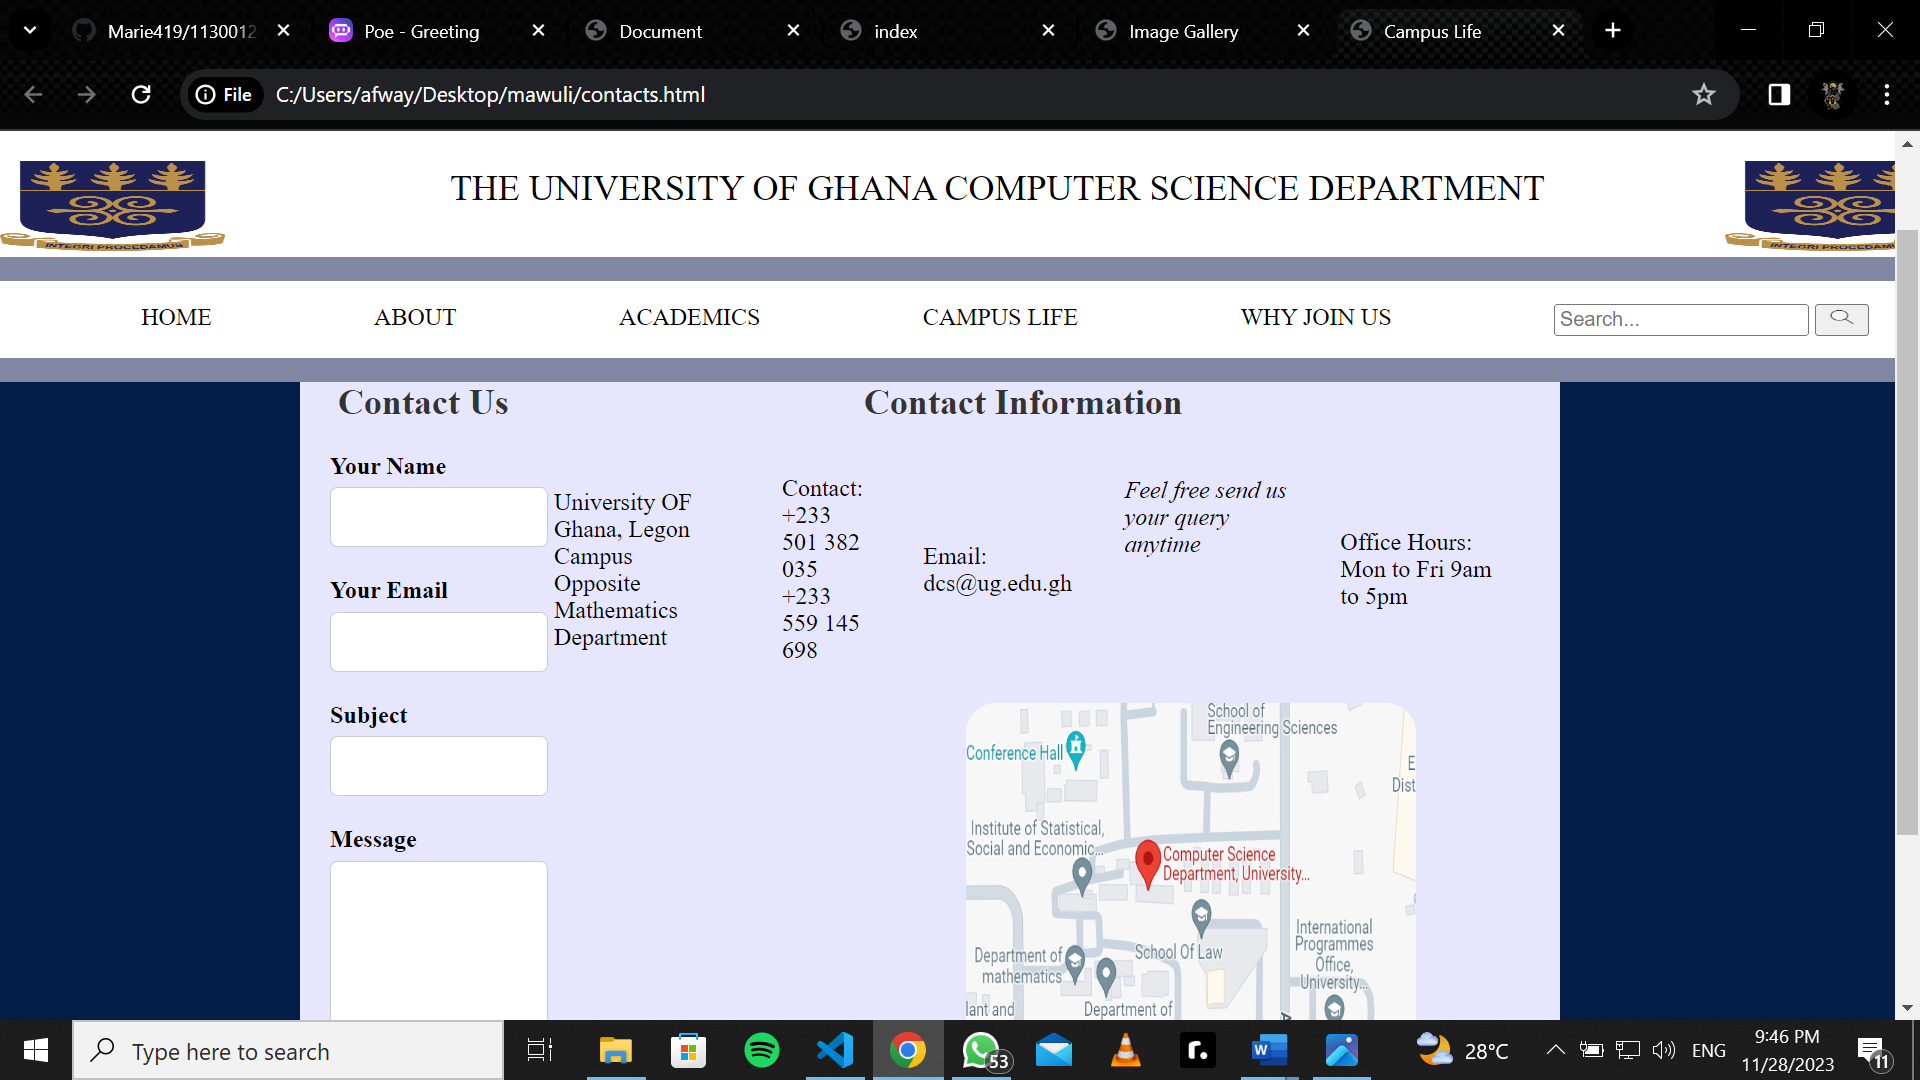 Marie419/1130012
Poe - Greeting
Document
index
Image Gallery
Campus Life
File
C:/Users/afway/Desktop/mawuli/contacts.html
INTEGRI PROCEDAMUS
THE UNIVERSITY OF GHANA COMPUTER SCIENCE DEPARTMENT
INTEGRI PROCEDAMU
HOME
ABOUT
ACADEMICS
CAMPUS LIFE
WHY JOIN US
Search...
Contact Us
Contact Information
Your Name
University OF
Ghana, Legon
Campus
Opposite
Mathematics
Department
Contact:
+233
501 382
035
+233
559 145
698
Email:
dcs@ug.edu.gh
Feel free send us
your query
anytime
Office Hours:
Mon to Fri 9am
to 5pm
Your Email
Subject
Message
School of
Engineering Sciences
Conference Hall
E
Dist
Institute of Statistical,
Social and Economic...
Computer Science
Department, University...
School Of Law
International
Programmes
Office,
University...
Department of
mathematics
lant and
Department of
Type here to search
53
28°C
ENG
9:46 PM
11/28/2023
11